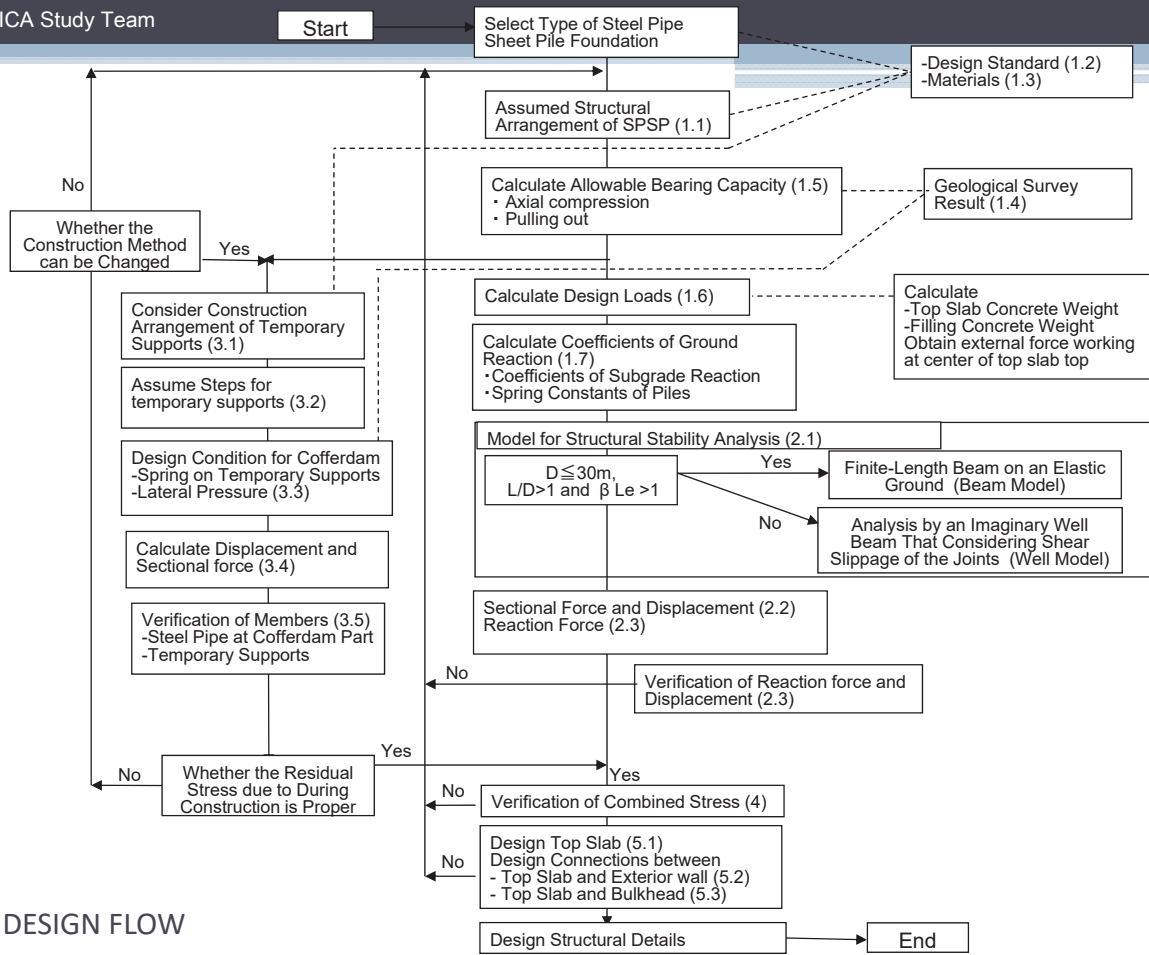 ICA Study Team
Start
Select Type of Steel Pipe
Sheet Pile Foundation
-Design Standard (1.2)
-Materials (1.3)
Assumed Structural
Arrangement of SPSP (1.1)
No
Calculate Allowable Bearing Capacity (1.5)
・Axial compression
・Pulling out
Geological Survey
Result (1.4)
Whether the
Construction Method
can be Changed
Yes
Consider Construction
Arrangement of Temporary
Supports (3.1)
Calculate Design Loads (1.6)
Calculate
-Top Slab Concrete Weight
-Filling Concrete Weight
Obtain external force working
at center of top slab top
Calculate Coefficients of Ground
Reaction (1.7)
・Coefficients of Subgrade Reaction
・Spring Constants of Piles
Assume Steps for
temporary supports (3.2)
Model for Structural Stability Analysis (2.1)
Design Condition for Cofferdam
-Spring on Temporary Supports
-Lateral Pressure (3.3)
D≦30m,
L/D>1 and β Le >1
Yes
Finite-Length Beam on an Elastic
Ground (Beam Model)
No
Analysis by an Imaginary Well
Beam That Considering Shear
Slippage of the Joints (Well Model)
Calculate Displacement and
Sectional force (3.4)
Verification of Members (3.5)
-Steel Pipe at Cofferdam Part
-Temporary Supports
Sectional Force and Displacement (2.2)
Reaction Force (2.3)
No
Verification of Reaction force and
Displacement (2.3)
Yes
No
Whether the Residual
Stress due to During
Construction is Proper
Yes
No
Verification of Combined Stress (4)
No
Design Top Slab (5.1)
Design Connections between
- Top Slab and Exterior wall (5.2)
- Top Slab and Bulkhead (5.3)
DESIGN FLOW
Design Structural Details
End